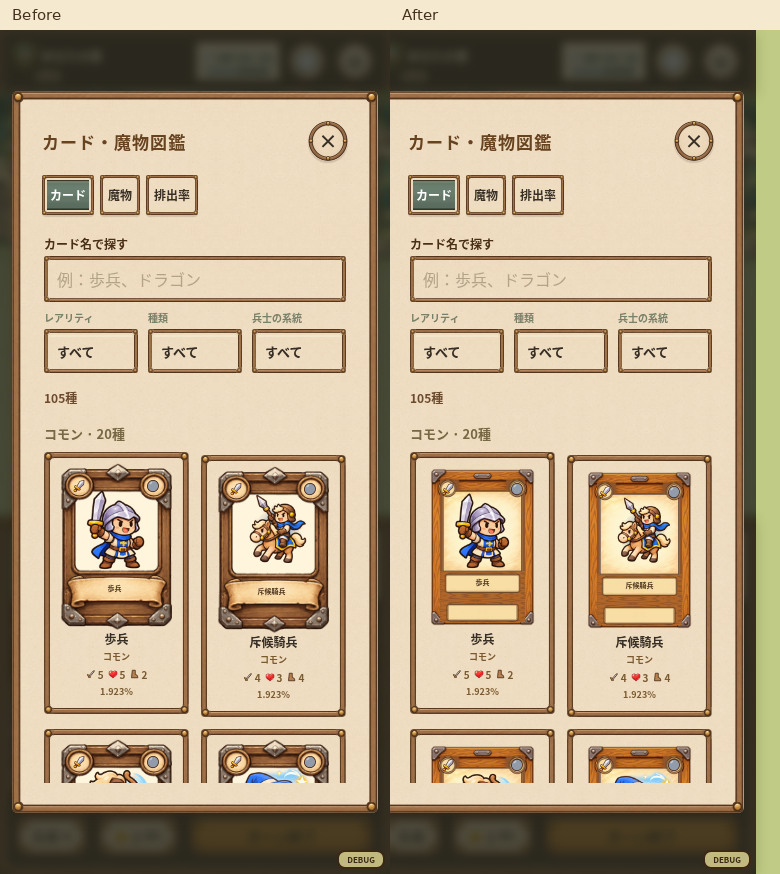 Before
カード・魔物図鑑
カード 魔物 排出率
カード名で探す
例：歩兵、ドラゴン
レアリティ 種類 兵士の系統
すべて すべて すべて
105種
コモン · 20種
歩兵 斥候騎兵
歩兵 斥候騎兵
コモン コモン
5 5 2 4 3 4
1.923% 1.923%
DEBUG
After
カード・魔物図鑑
カード 魔物 排出率
カード名で探す
例：歩兵、ドラゴン
レアリティ 種類 兵士の系統
すべて すべて すべて
105種
コモン · 20種
歩兵 斥候騎兵
歩兵 斥候騎兵
コモン コモン
5 5 2 4 3 4
1.923% 1.923%
DEBUG